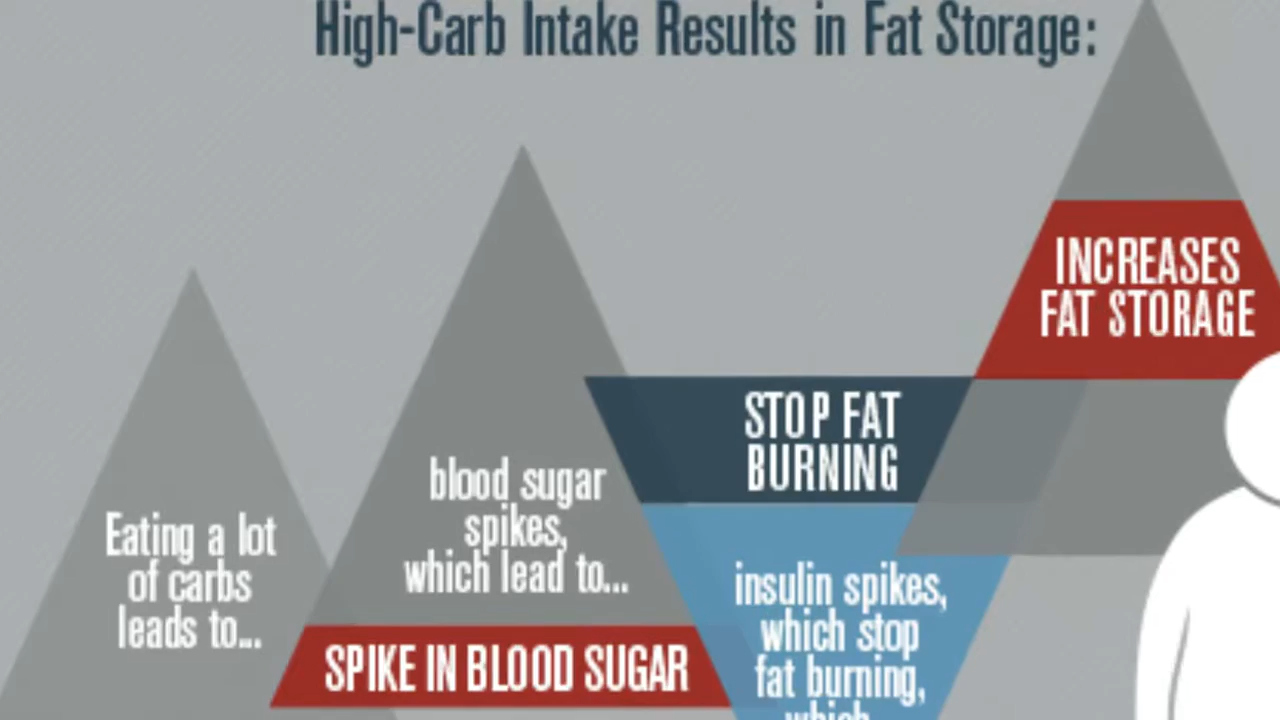 High-Carb Intake Results in Fat Storage:
Eating a lot
of carbs
leads to...
blood sugar
spikes,
which lead to...
SPIKE IN BLOOD SUGAR
STOP FAT
BURNING
insulin spikes,
which stop
fat burning,
which
INCREASES
FAT STORAGE